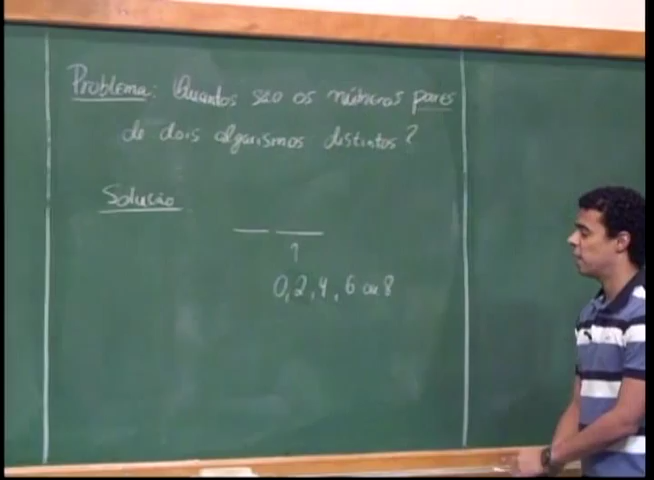 Problema: Quantos são os números pares
de dois algarismos distintos?
Solução
0, 2, 4, 6 ou 8